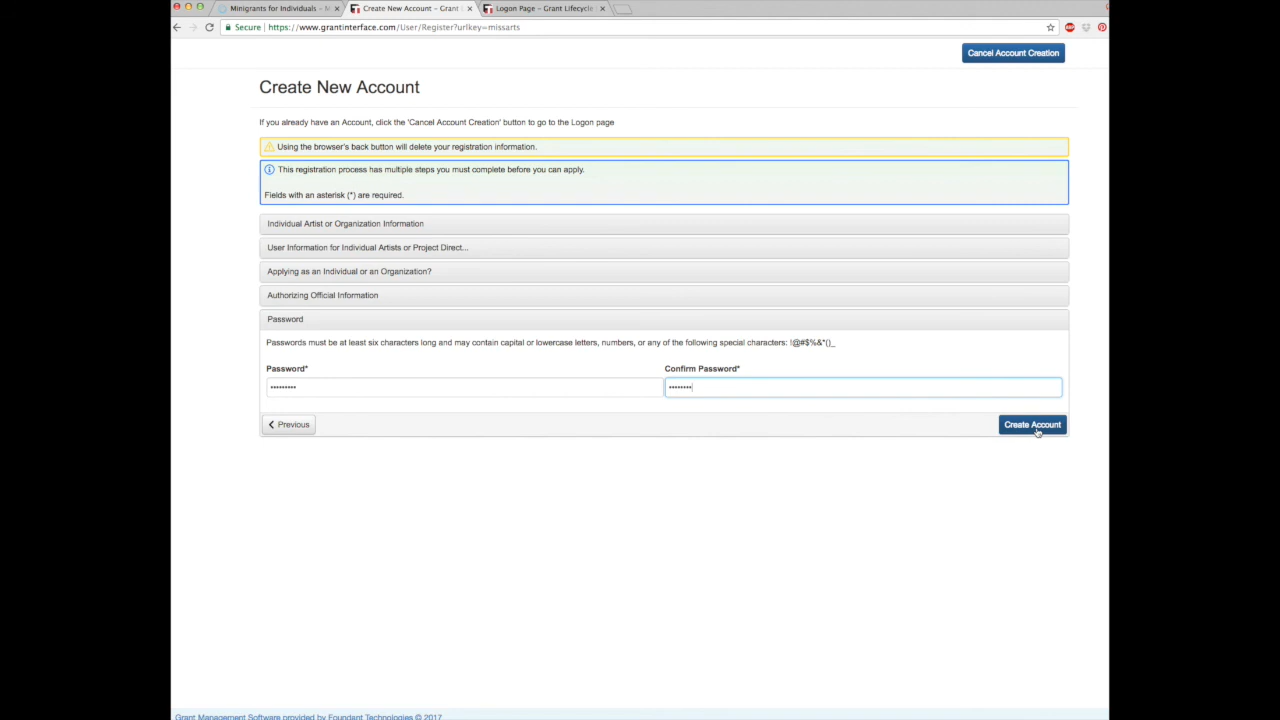 Minigrants for Individuals – M
Create New Account – Grant L
Logon Page – Grant Lifecycle
Secure https://www.grantinterface.com/User/Register?urlkey=missarts
Cancel Account Creation
Create New Account
If you already have an Account, click the 'Cancel Account Creation' button to go to the Logon page
Using the browser's back button will delete your registration information.
This registration process has multiple steps you must complete before you can apply.
Fields with an asterisk (*) are required.
Individual Artist or Organization Information
User Information for Individual Artists or Project Direct...
Applying as an Individual or an Organization?
Authorizing Official Information
Password
Passwords must be at least six characters long and may contain capital or lowercase letters, numbers, or any of the following special characters: !@#$%&*()_
Password* Confirm Password*
••••••••• ••••••••
Previous Create Account
Grant Management Software provided by Foundant Technologies © 2017